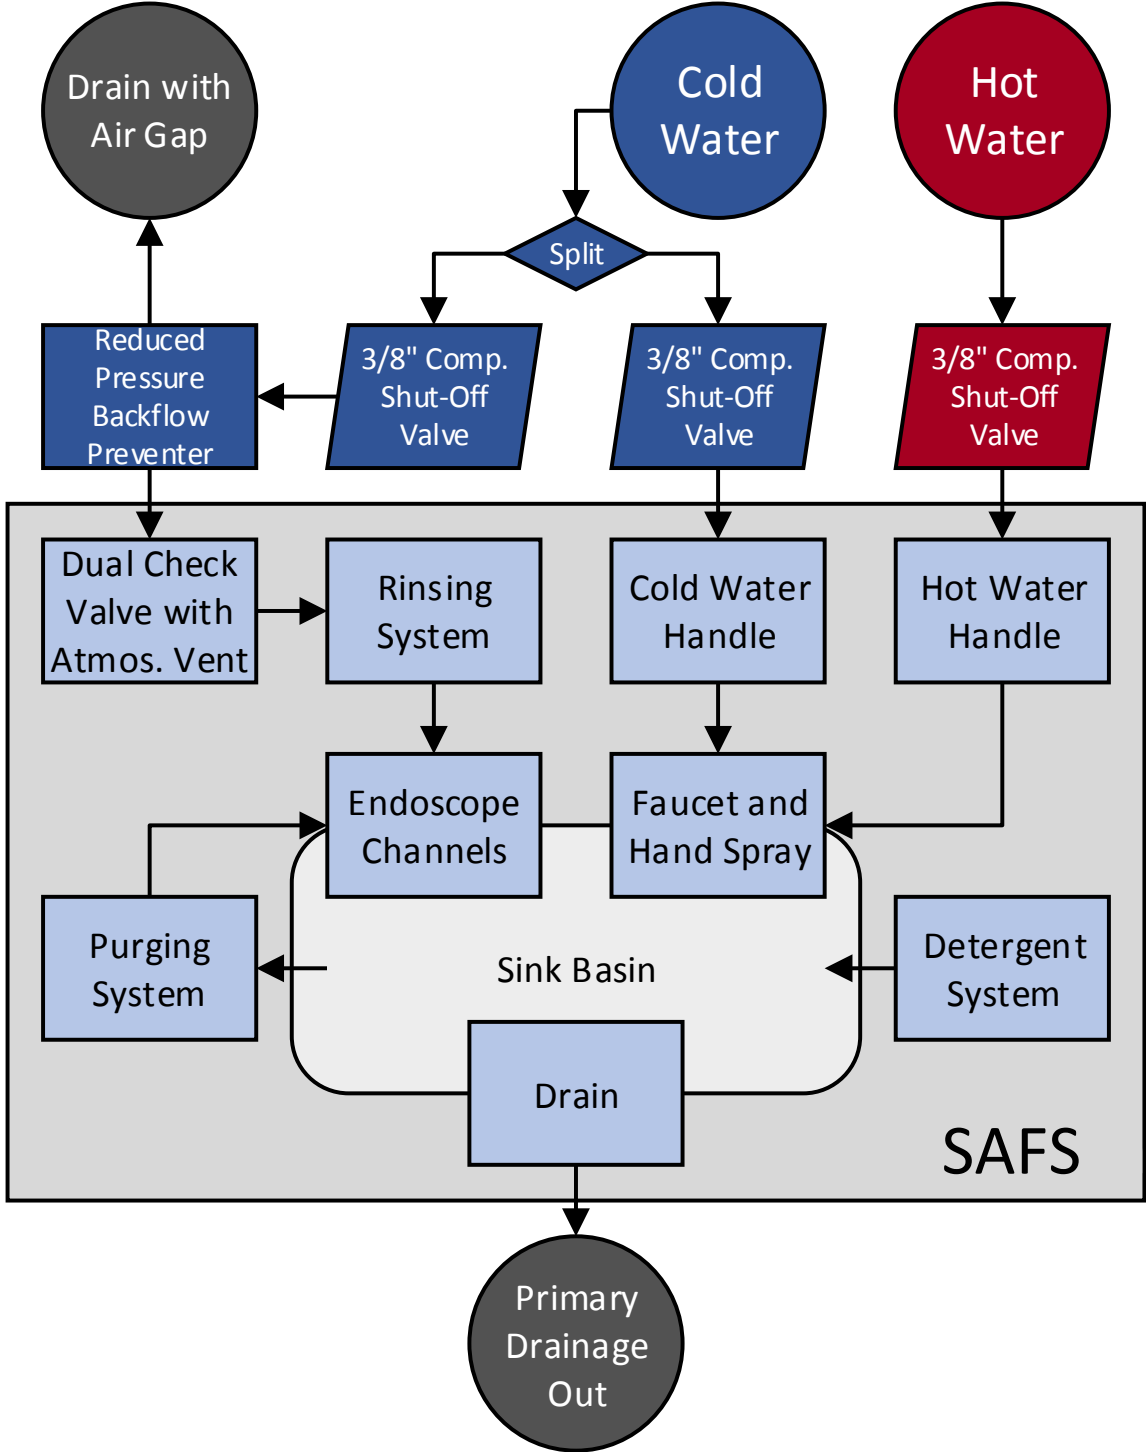 Drain with
Air Gap
Cold
Water
Hot
Water
Split
Reduced
Pressure
Backflow
Preventer
3/8" Comp.
Shut-Off
Valve
3/8" Comp.
Shut-Off
Valve
3/8" Comp.
Shut-Off
Valve
Dual Check
Valve with
Atmos. Vent
Rinsing
System
Cold Water
Handle
Hot Water
Handle
Endoscope
Channels
Faucet and
Hand Spray
Purging
System
Sink Basin
Detergent
System
Drain
SAFS
Primary
Drainage
Out